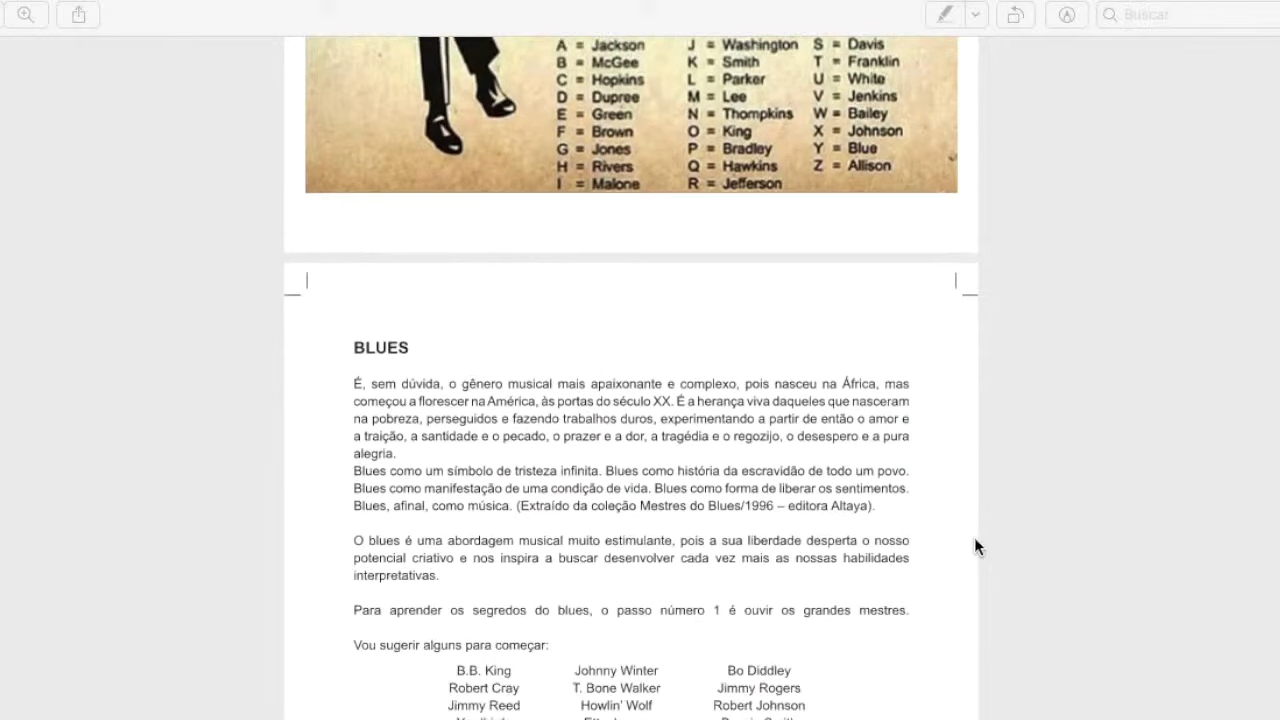 Buscar
A = Jackson J = Washington S = Davis
B = McGee K = Smith T = Franklin
C = Hopkins L = Parker U = White
D = Dupree M = Lee V = Jenkins
E = Green N = Thompkins W = Bailey
F = Brown O = King X = Johnson
G = Jones P = Bradley Y = Blue
H = Rivers Q = Hawkins Z = Allison
I = Malone R = Jefferson
BLUES
É, sem dúvida, o gênero musical mais apaixonante e complexo, pois nasceu na África, mas
começou a florescer na América, às portas do século XX. É a herança viva daqueles que nasceram
na pobreza, perseguidos e fazendo trabalhos duros, experimentando a partir de então o amor e
a traição, a santidade e o pecado, o prazer e a dor, a tragédia e o regozijo, o desespero e a pura
alegria.
Blues como um símbolo de tristeza infinita. Blues como história da escravidão de todo um povo.
Blues como manifestação de uma condição de vida. Blues como forma de liberar os sentimentos.
Blues, afinal, como música. (Extraído da coleção Mestres do Blues/1996 – editora Altaya).
O blues é uma abordagem musical muito estimulante, pois a sua liberdade desperta o nosso
potencial criativo e nos inspira a buscar desenvolver cada vez mais as nossas habilidades
interpretativas.
Para aprender os segredos do blues, o passo número 1 é ouvir os grandes mestres.
Vou sugerir alguns para começar:
B.B. King Johnny Winter Bo Diddley
Robert Cray T. Bone Walker Jimmy Rogers
Jimmy Reed Howlin' Wolf Robert Johnson